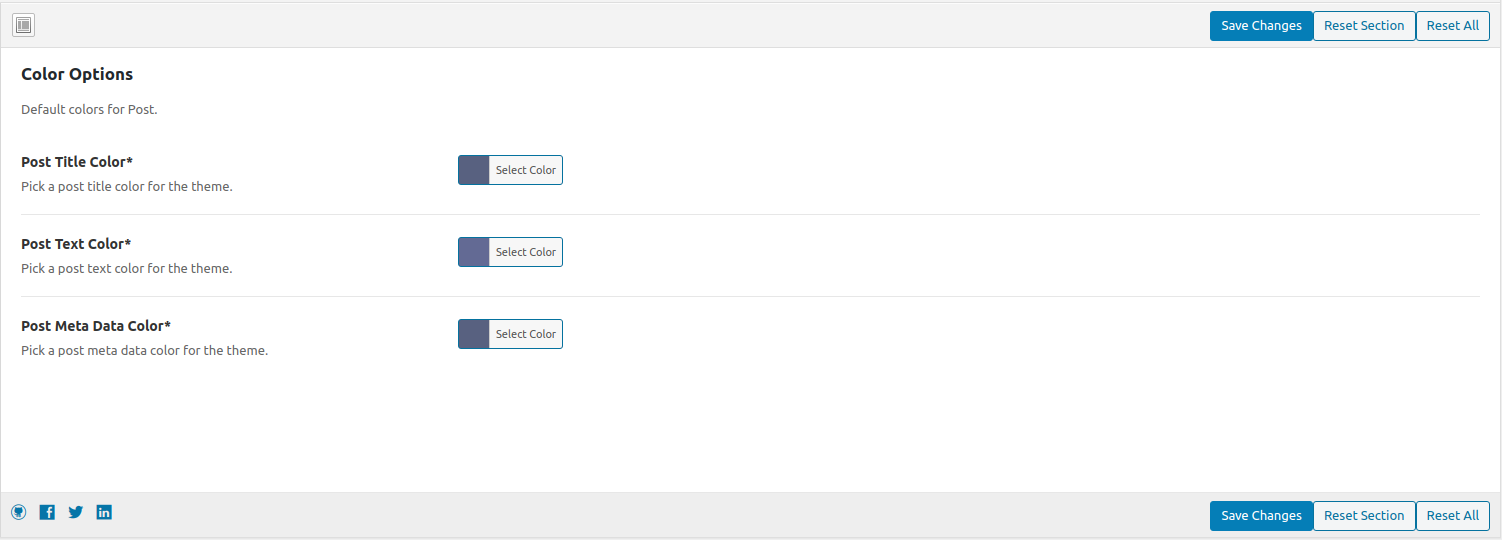 Save Changes Reset Section Reset All
Color Options
Default colors for Post.
Post Title Color*
Pick a post title color for the theme.
Select Color
Post Text Color*
Pick a post text color for the theme.
Select Color
Post Meta Data Color*
Pick a post meta data color for the theme.
Select Color
Save Changes Reset Section Reset All